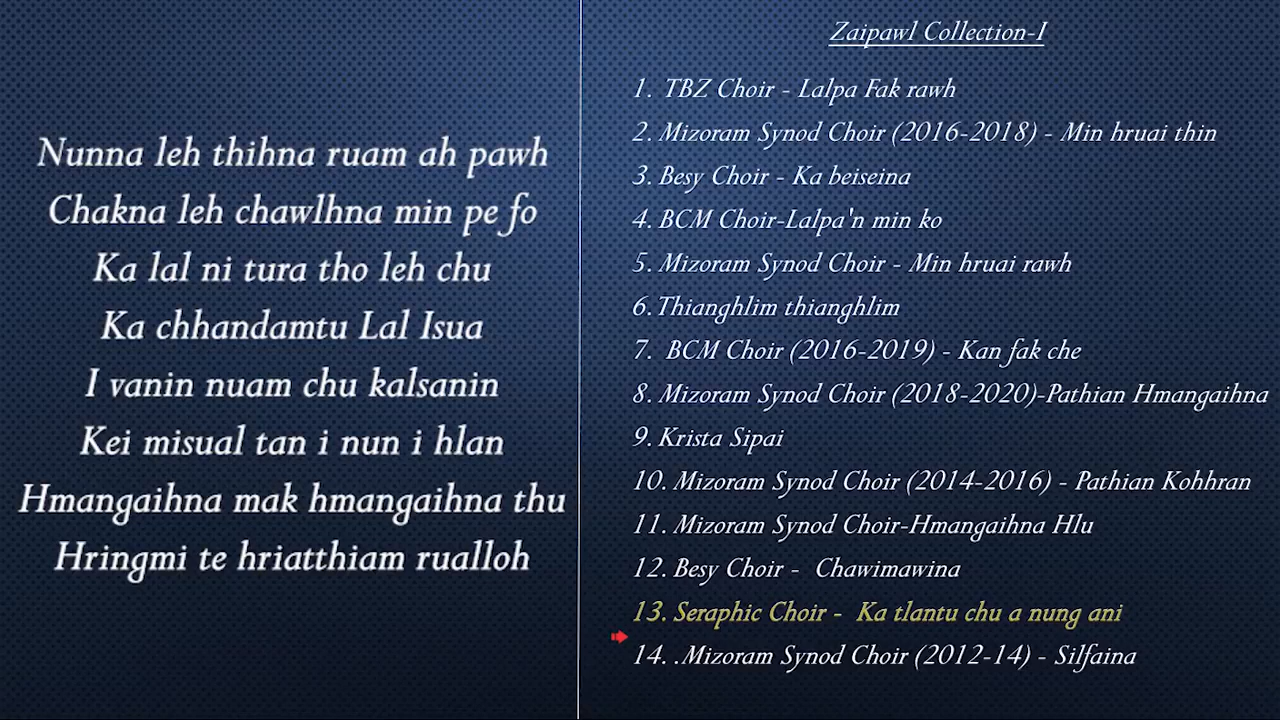 Nunna leh thihna ruam ah pawh
Chakna leh chawlhna min pe fo
Ka lal ni tura tho leh chu
Ka chhandamtu Lal Isua
I vanin nuam chu kalsanin
Kei misual tan i nun i hlan
Hmangaihna mak hmangaihna thu
Hringmi te hriatthiam rualloh
Zaipawl Collection-I
1. TBZ Choir - Lalpa Fak rawh
2. Mizoram Synod Choir (2016-2018) - Min hruai thin
3. Besy Choir - Ka beiseina
4. BCM Choir-Lalpa'n min ko
5. Mizoram Synod Choir - Min hruai rawh
6. Thianghlim thianghlim
7. BCM Choir (2016-2019) - Kan fak che
8. Mizoram Synod Choir (2018-2020)-Pathian Hmangaihna
9. Krista Sipai
10. Mizoram Synod Choir (2014-2016) - Pathian Kohhran
11. Mizoram Synod Choir-Hmangaihna Hlu
12. Besy Choir - Chawimawina
13. Seraphic Choir - Ka tlantu chu a nung ani
14. .Mizoram Synod Choir (2012-14) - Silfaina